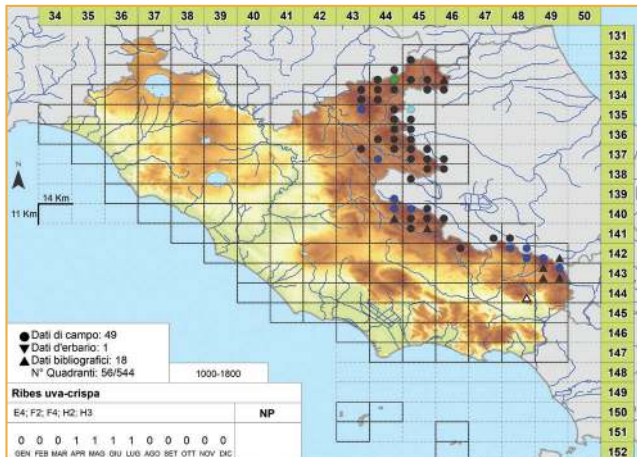 34 35 36 37 38 39 40 41 42 43 44 45 46 47 48 49 50
131
132
133
134
135
136
137
138
139
140
141
142
143
144
145
146
147
148
149
150
151
152
N
14 Km
11 Km
Dati di campo: 49
Dati d'erbario: 1
Dati bibliografici: 18
N° Quadranti: 56/544
1000-1800
Ribes uva-crispa
E4; F2; F4; H2; H3
NP
0 0 0 1 1 1 1 0 0 0 0 0
GEN FEB MAR APR MAG GIU LUG AGO SET OTT NOV DIC